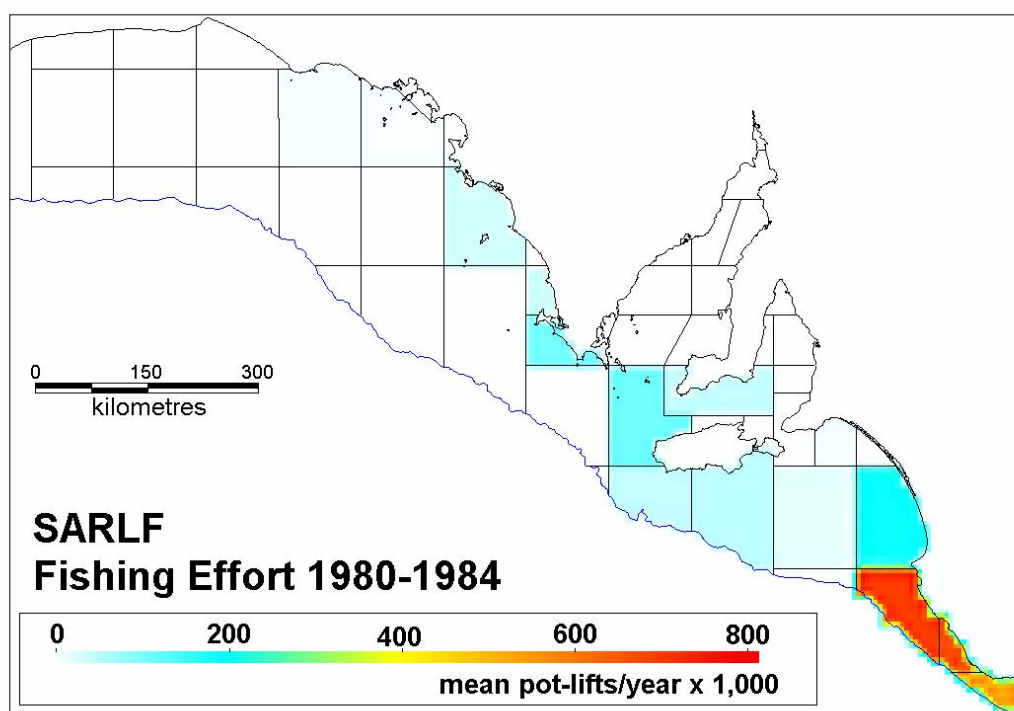 0 150 300
kilometres
SARLF
Fishing Effort 1980-1984
0 200 400 600 800
mean pot-lifts/year x 1,000